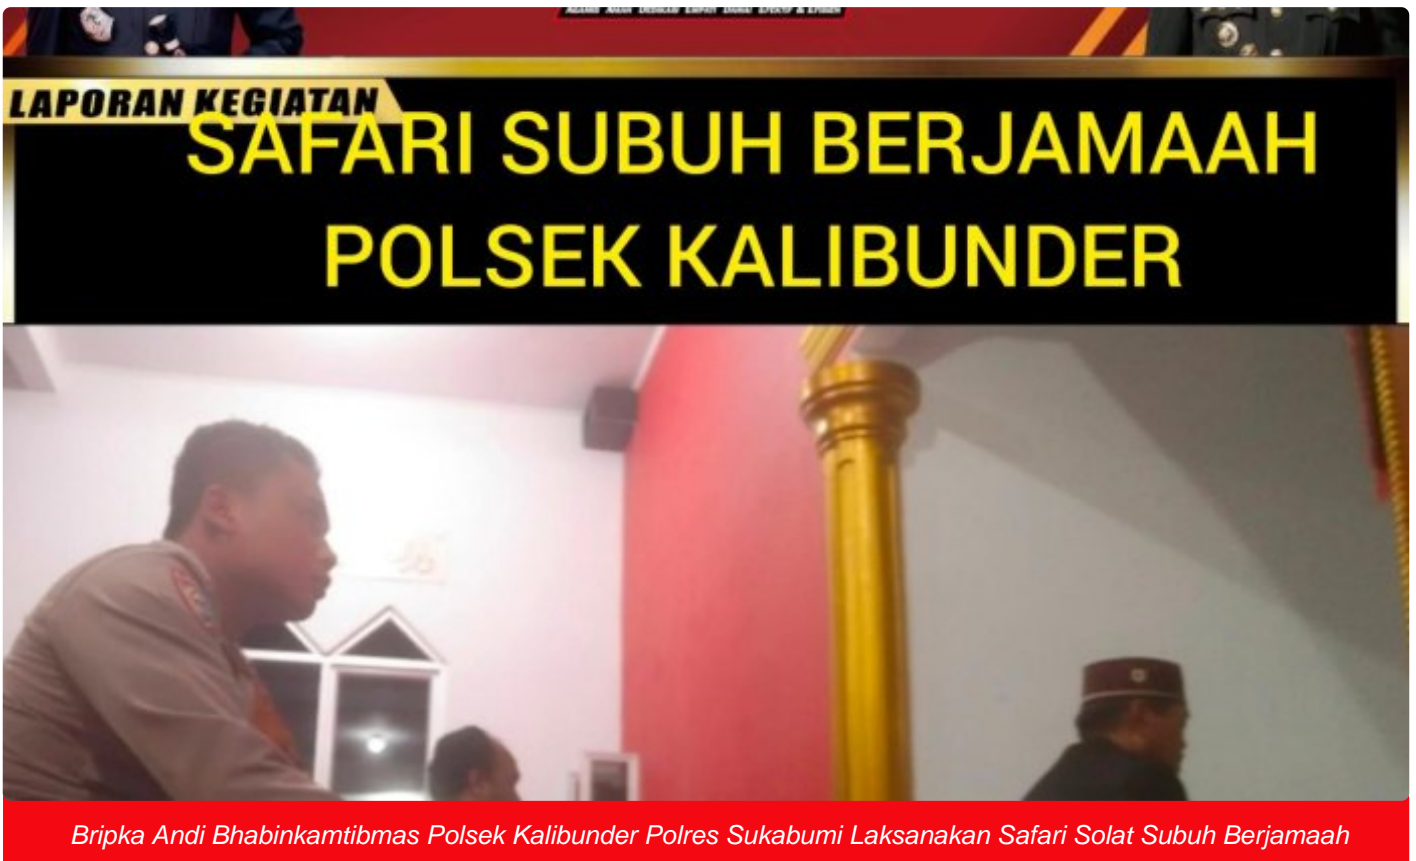 LAPORAN KEGIATAN
SAFARI SUBUH BERJAMAAH
POLSEK KALIBUNDER
Bripka Andi Bhabinkamtibmas Polsek Kalibunder Polres Sukabumi Laksanakan Safari Solat Subuh Berjamaah